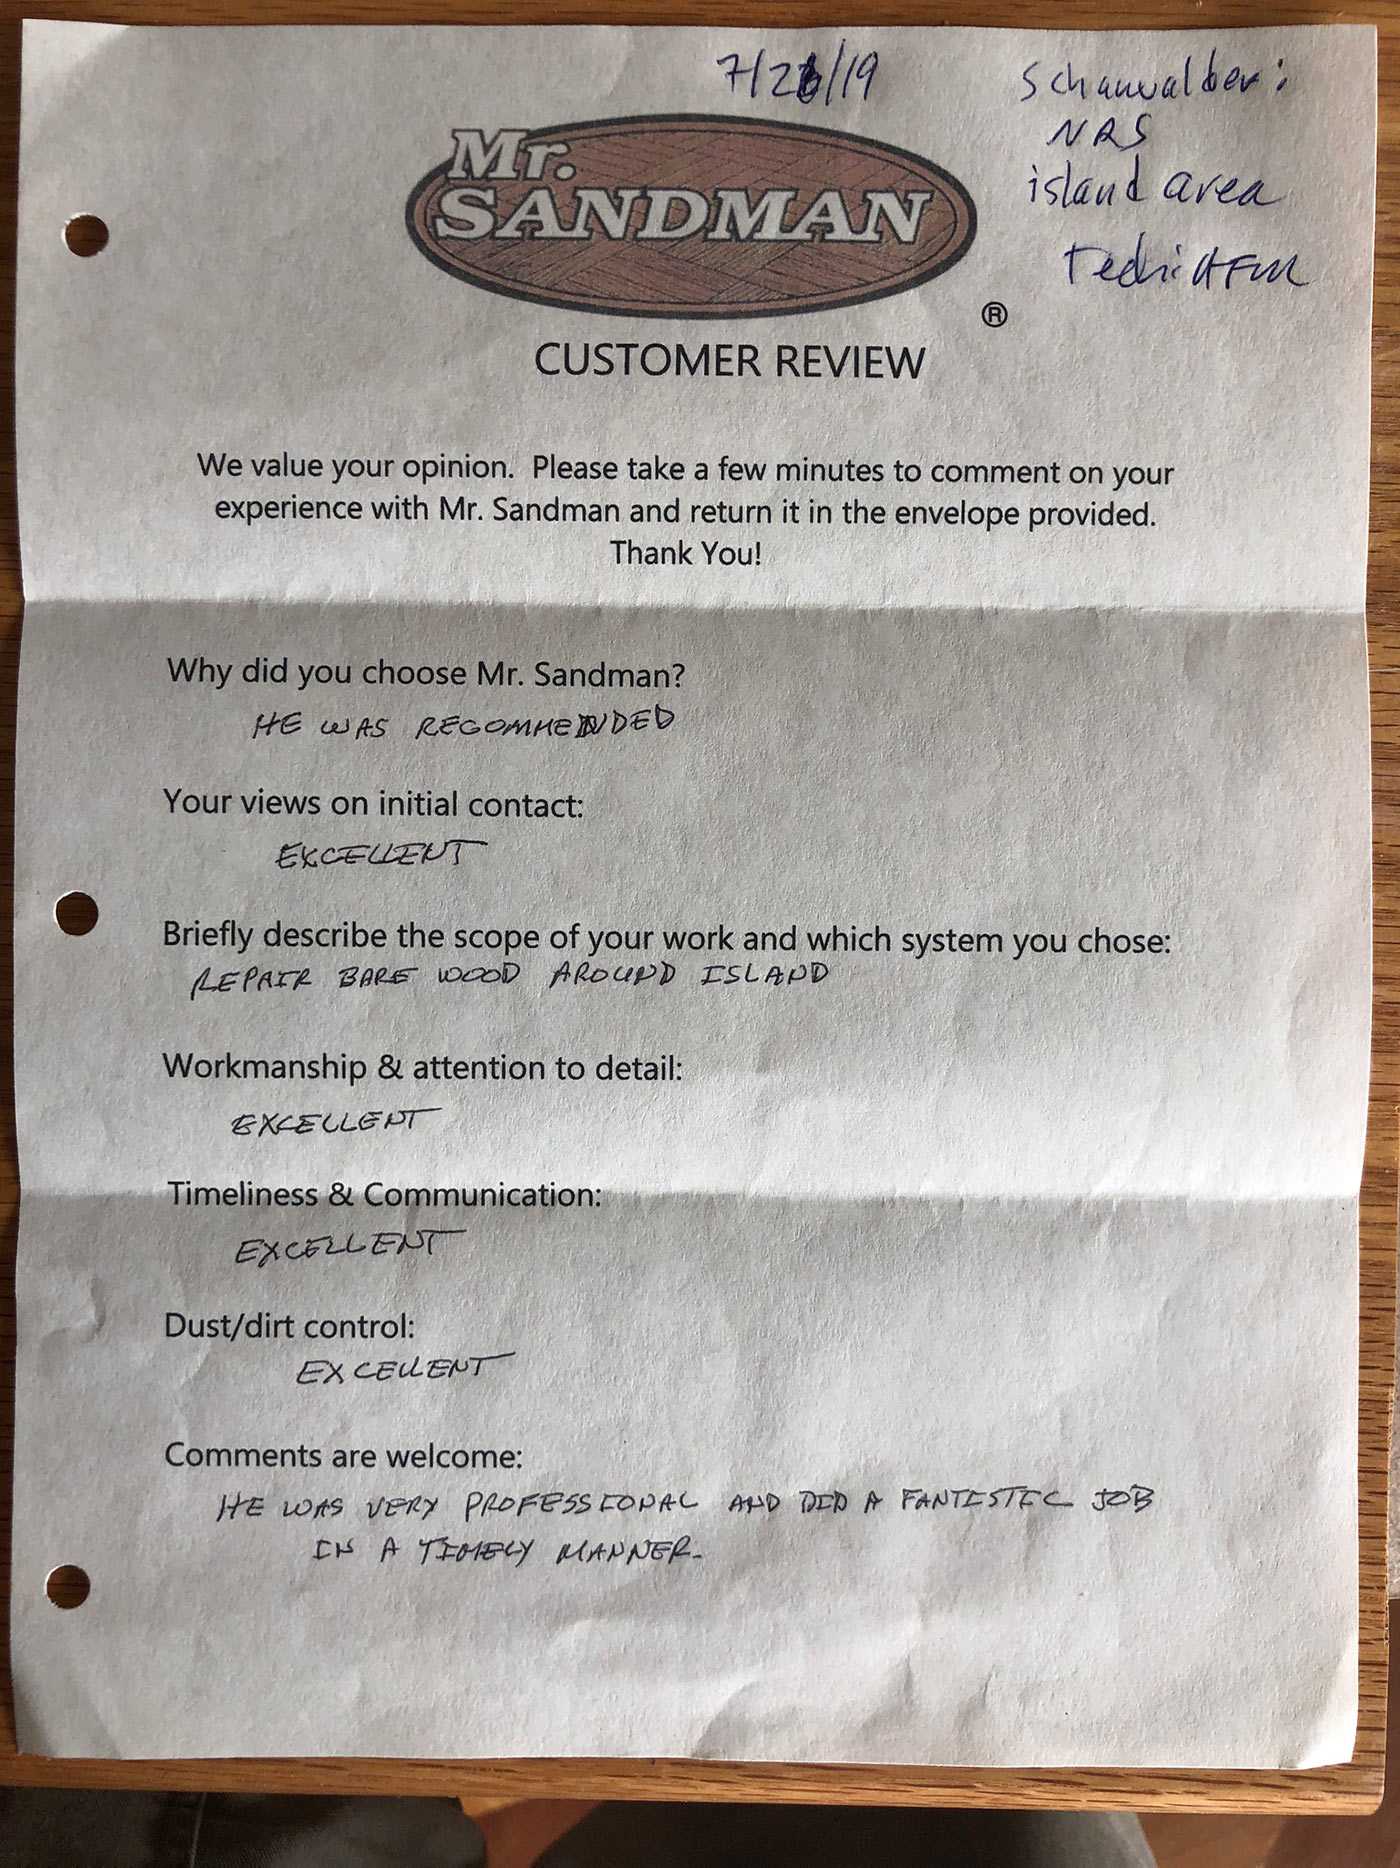 7/26/19
Schanwalder:
NRS
island area
Mr.
SANDMAN
®
CUSTOMER REVIEW
We value your opinion. Please take a few minutes to comment on your
experience with Mr. Sandman and return it in the envelope provided.
Thank You!
Why did you choose Mr. Sandman?
HE WAS RECOMMENDED
Your views on initial contact:
EXCELLENT
Briefly describe the scope of your work and which system you chose:
REPAIR BARE WOOD AROUND ISLAND
Workmanship & attention to detail:
EXCELLENT
Timeliness & Communication:
EXCELLENT
Dust/dirt control:
EXCELLENT
Comments are welcome:
HE WAS VERY PROFESSIONAL AND DID A FANTISTIC JOB
IN A TIMELY MANNER.